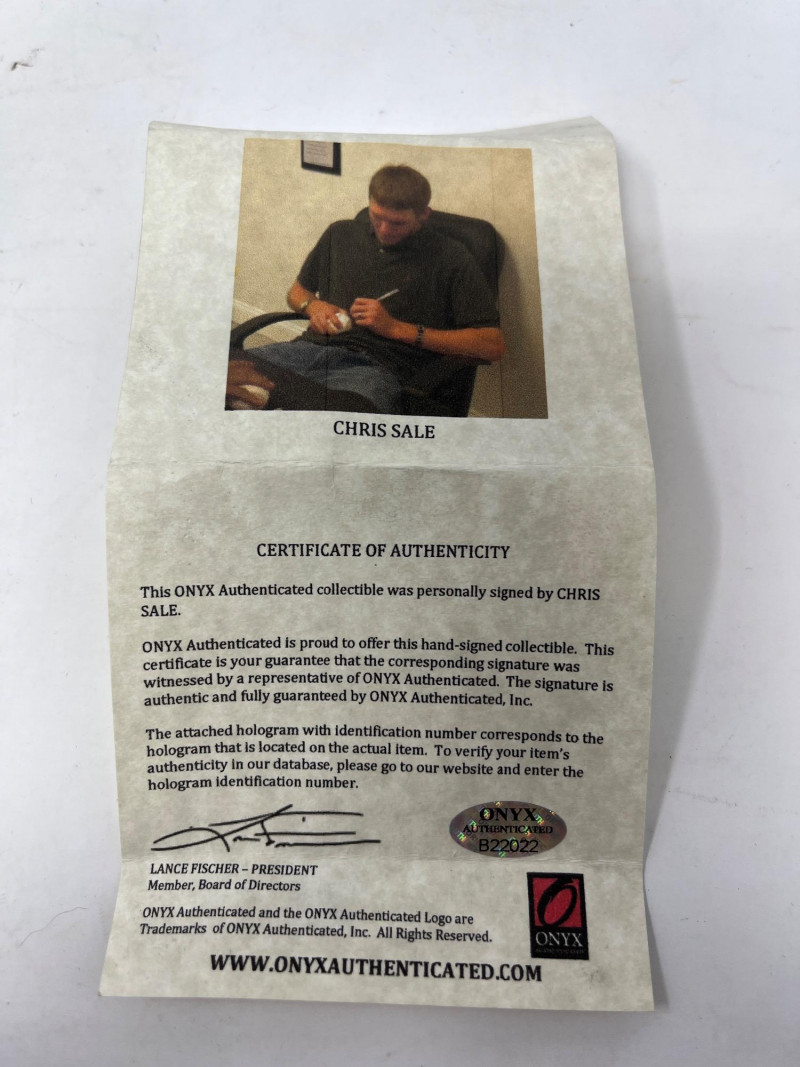 CHRIS SALE
CERTIFICATE OF AUTHENTICITY
This ONYX Authenticated collectible was personally signed by CHRIS
SALE.
ONYX Authenticated is proud to offer this hand-signed collectible. This
certificate is your guarantee that the corresponding signature was
witnessed by a representative of ONYX Authenticated. The signature is
authentic and fully guaranteed by ONYX Authenticated, Inc.
The attached hologram with identification number corresponds to the
hologram that is located on the actual item. To verify your item's
authenticity in our database, please go to our website and enter the
hologram identification number.
ONYX
AUTHENTICATED
B22022
LANCE FISCHER – PRESIDENT
Member, Board of Directors
ONYX Authenticated and the ONYX Authenticated Logo are
Trademarks of ONYX Authenticated, Inc. All Rights Reserved.
ONYX
WWW.ONYXAUTHENTICATED.COM